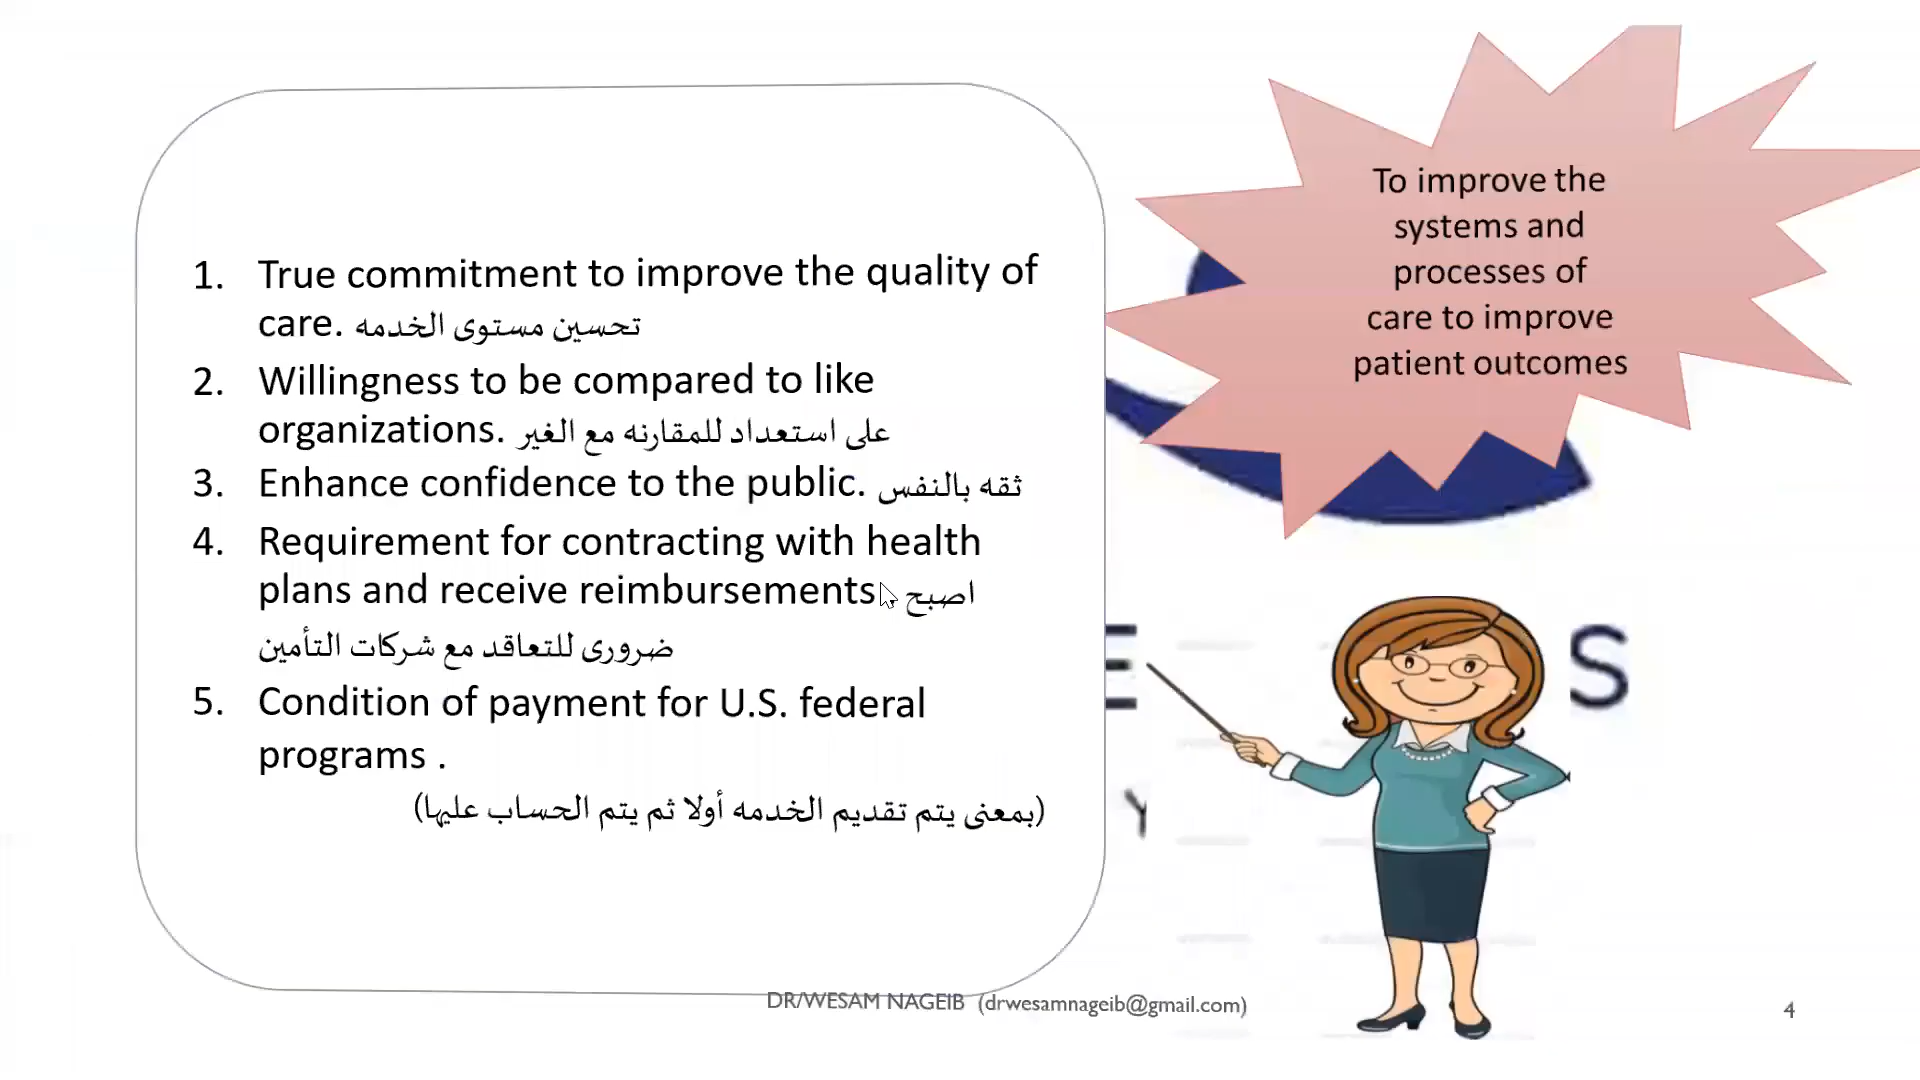 1. True commitment to improve the quality of
care. تحسين مستوى الخدمه
2. Willingness to be compared to like
organizations. على استعداد للمقارنه مع الغير
3. Enhance confidence to the public. ثقه بالنفس
4. Requirement for contracting with health
plans and receive reimbursements اصبح
ضرورى للتعاقد مع شركات التأمين
5. Condition of payment for U.S. federal
programs .
(بمعنى يتم تقديم الخدمه أولا ثم يتم الحساب عليها)
To improve the
systems and
processes of
care to improve
patient outcomes
E S
Y
DR/WESAM NAGEIB (drwesamnageib@gmail.com)
4